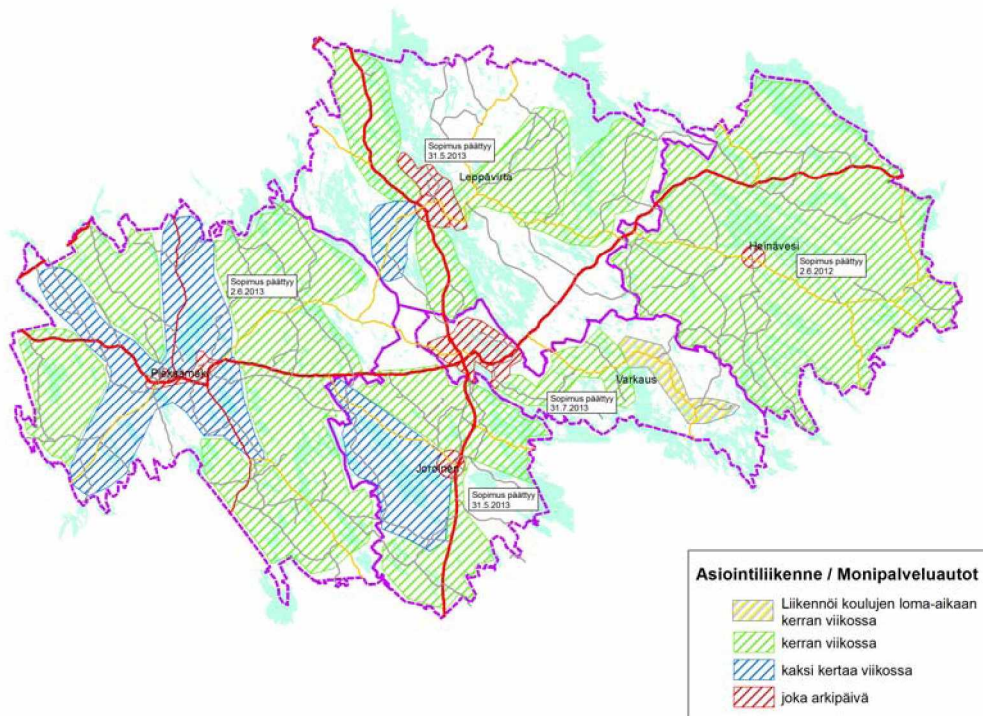 Sopimus päättyy
31.5.2013
Leppävirta
Heinävesi
Sopimus päättyy
2.6.2012
Sopimus päättyy
2.6.2013
Pieksämäki
Varkaus
Sopimus päättyy
31.7.2013
Joroinen
Sopimus päättyy
31.5.2013
Asiointiliikenne / Monipalveluautot
Liikennöi koulujen loma-aikaan
kerran viikossa
kerran viikossa
kaksi kertaa viikossa
joka arkipäivä